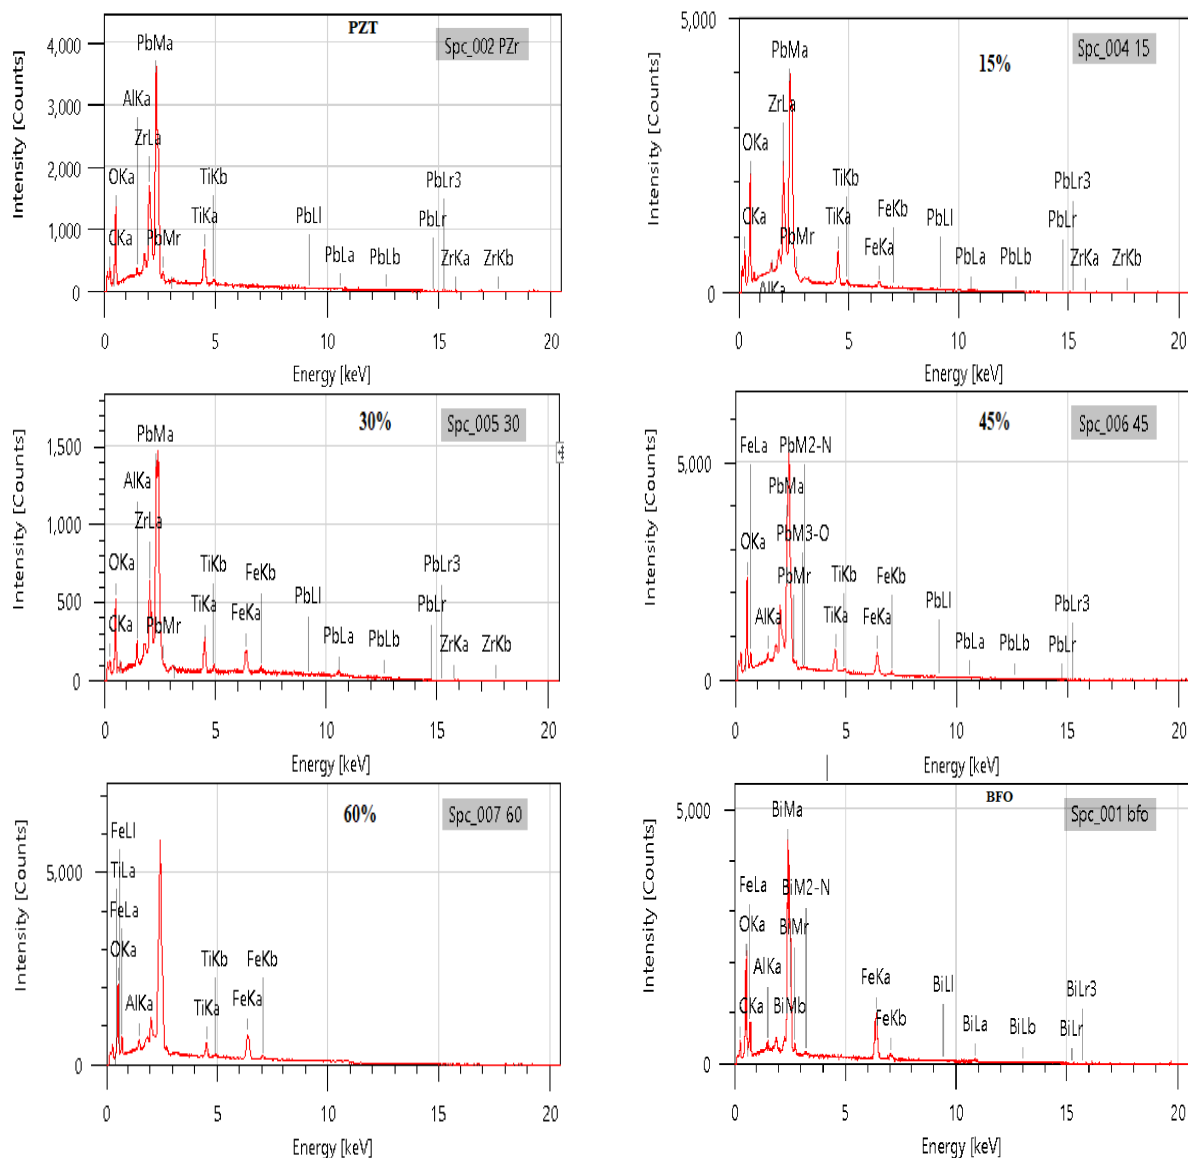 PZT
Spc_002 PZr
Intensity [Counts]
4,000
3,000
2,000
1,000
0
PbMa
AlKa
ZrLa
OKa
CKa
PbMr
TiKb
TiKa
PbLl
PbLa
PbLb
PbLr3
PbLr
ZrKa
ZrKb
0 5 10 15 20
Energy [keV]
15%
Spc_004 15
Intensity [Counts]
5,000
0
PbMa
ZrLa
OKa
CKa
PbMr
AlKa
TiKb
TiKa
FeKb
FeKa
PbLl
PbLa
PbLb
PbLr3
PbLr
ZrKa
ZrKb
0 5 10 15 20
Energy [keV]
30%
Spc_005 30
Intensity [Counts]
1,500
1,000
500
0
PbMa
AlKa
ZrLa
OKa
CKa
PbMr
TiKb
TiKa
FeKb
FeKa
PbLl
PbLa
PbLb
PbLr3
PbLr
ZrKa
ZrKb
0 5 10 15 20
Energy [keV]
45%
Spc_006 45
Intensity [Counts]
5,000
0
FeLa
PbM2-N
PbMa
OKa
PbM3-O
PbMr
AlKa
TiKb
TiKa
FeKb
FeKa
PbLl
PbLa
PbLb
PbLr3
PbLr
0 5 10 15 20
Energy [keV]
60%
Spc_007 60
Intensity [Counts]
5,000
0
FeLl
TiLa
FeLa
OKa
AlKa
TiKb
TiKa
FeKb
FeKa
0 5 10 15 20
Energy [keV]
BFO
Spc_001 bfo
Intensity [Counts]
5,000
0
BiMa
FeLa
BiM2-N
OKa
BiMr
AlKa
CKa
BiMb
FeKa
FeKb
BiLl
BiLa
BiLb
BiLr3
BiLr
0 5 10 15 20
Energy [keV]